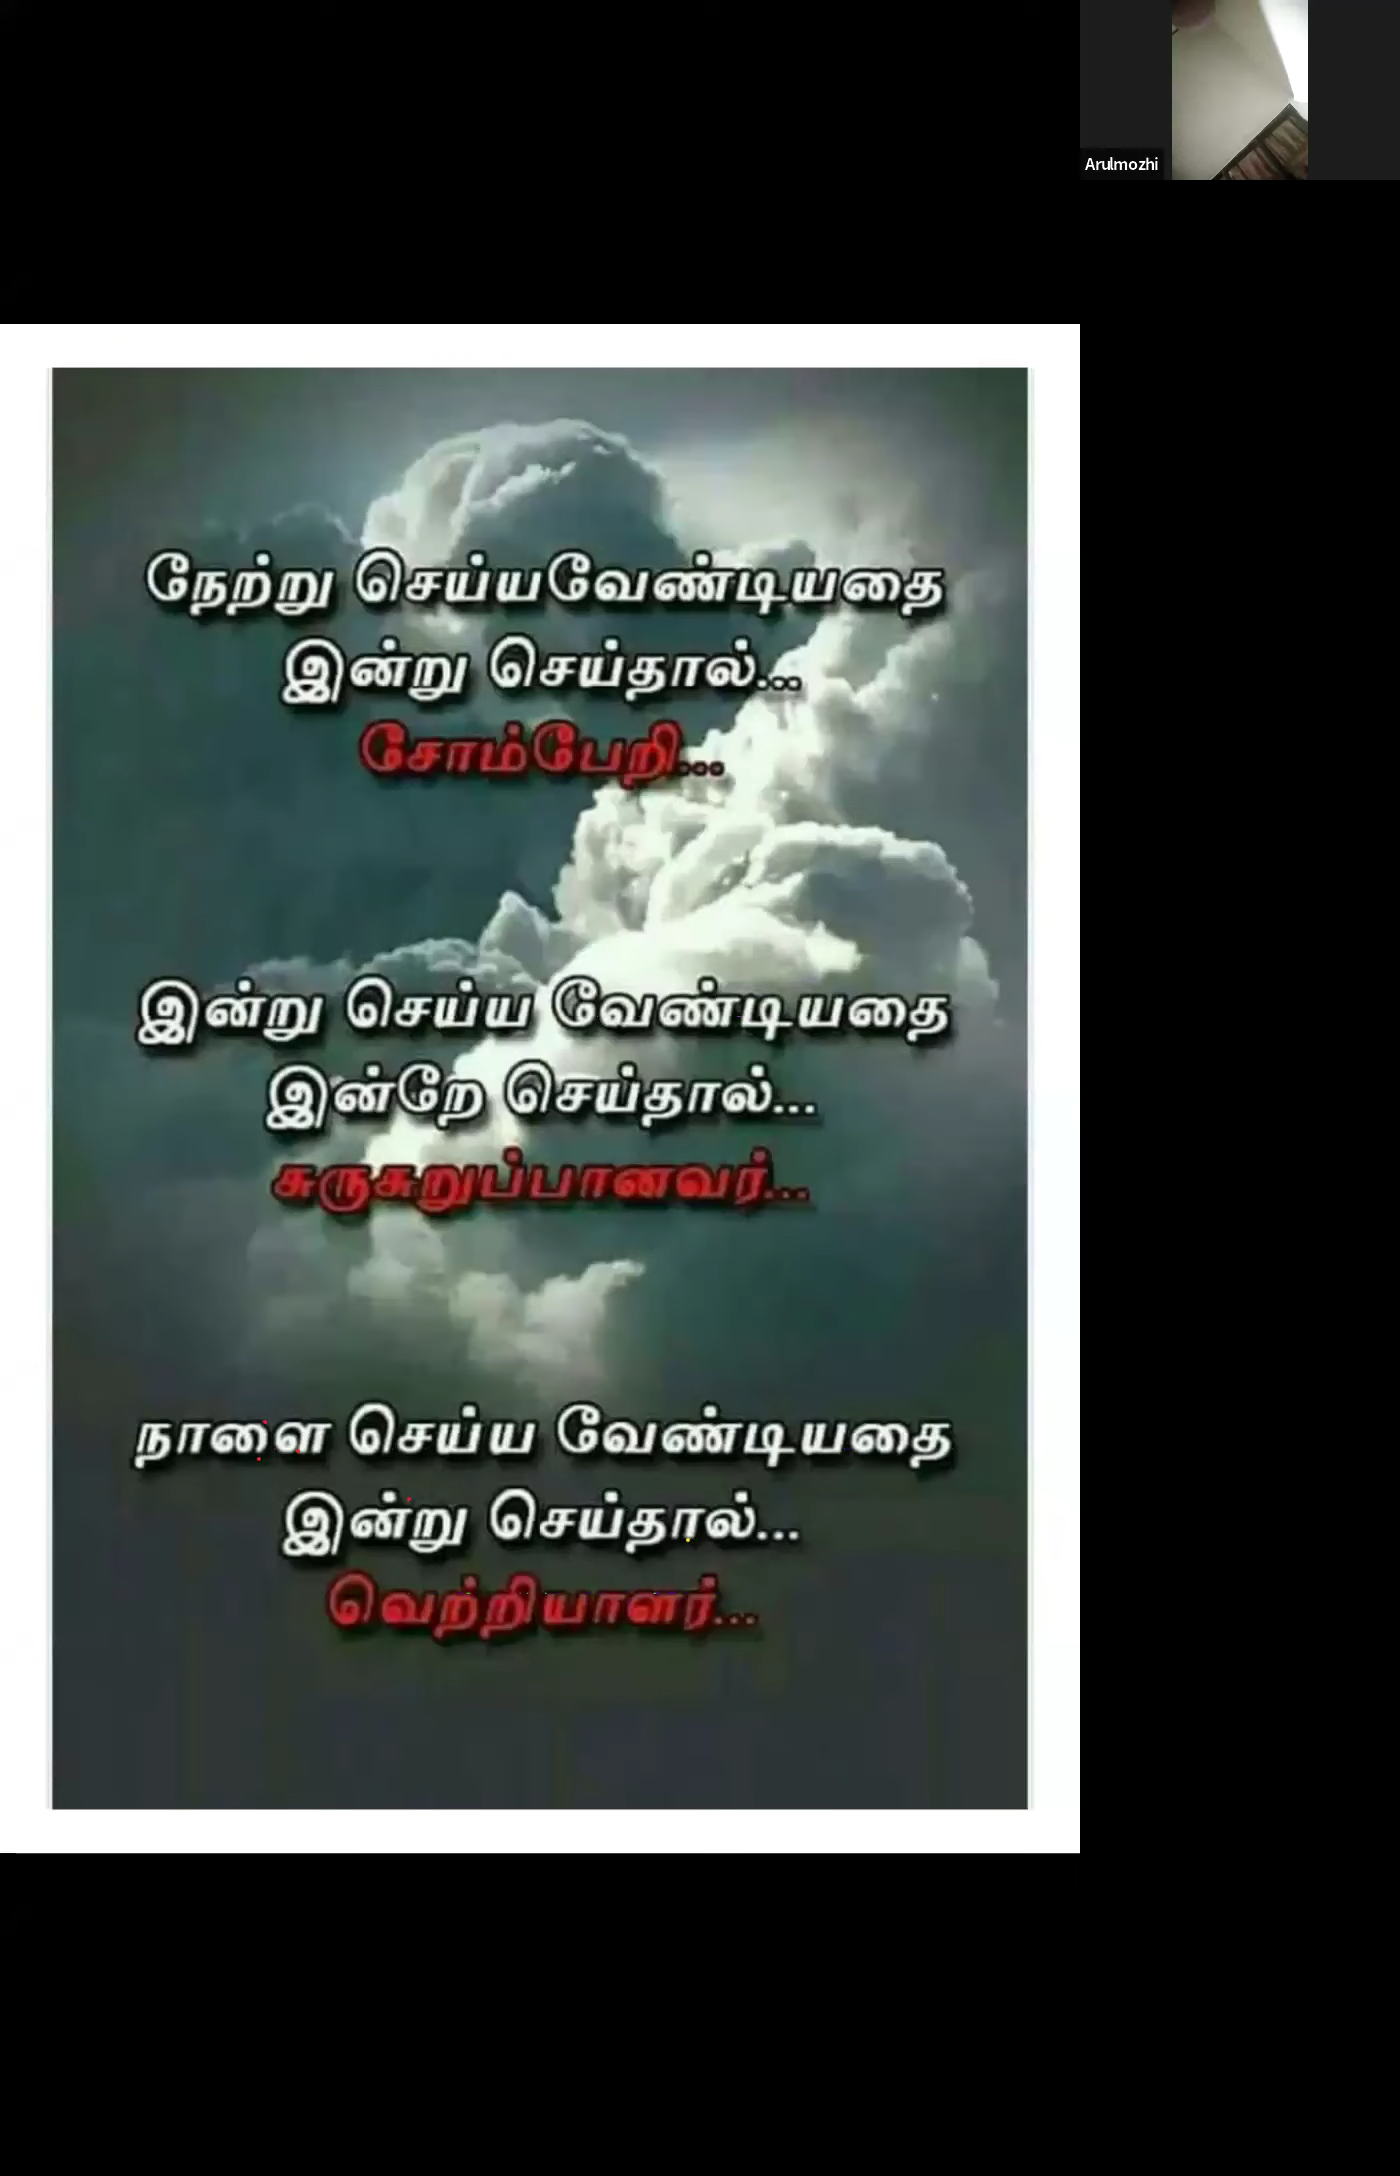 Arulmozhi
நேற்று செய்யவேண்டியதை
இன்று செய்தால்...
சோம்பேறி...
இன்று செய்ய வேண்டியதை
இன்றே செய்தால்...
சுருசுறுப்பானவர்...
நாளை செய்ய வேண்டியதை
இன்று செய்தால்...
வெற்றியாளர்...